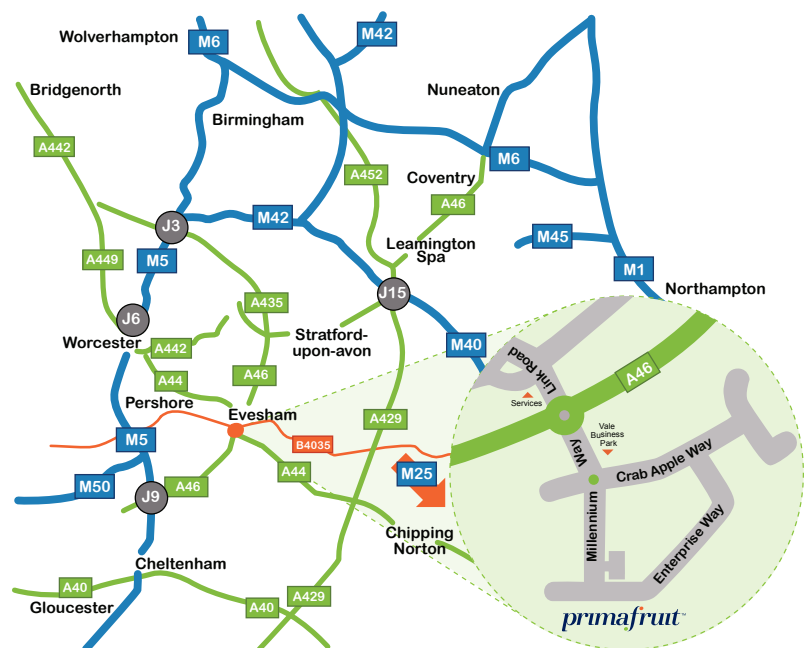 Wolverhampton
M6
M42
Bridgenorth
Nuneaton
Birmingham
A442
M6
A452
Coventry
A46
J3
M42
M45
Leamington
Spa
A449
M5
M1
Northampton
J15
A435
J6
Worcester
A442
Stratford-
upon-avon
M40
Link Road
A46
A44
A46
Services
Pershore
Evesham
A429
Vale
Business
Park
Way
M5
B4035
Crab Apple Way
M50
J9
A46
A44
M25
Millennium
Enterprise Way
Chipping
Norton
Cheltenham
A40
Gloucester
A40
A429
primafruit™